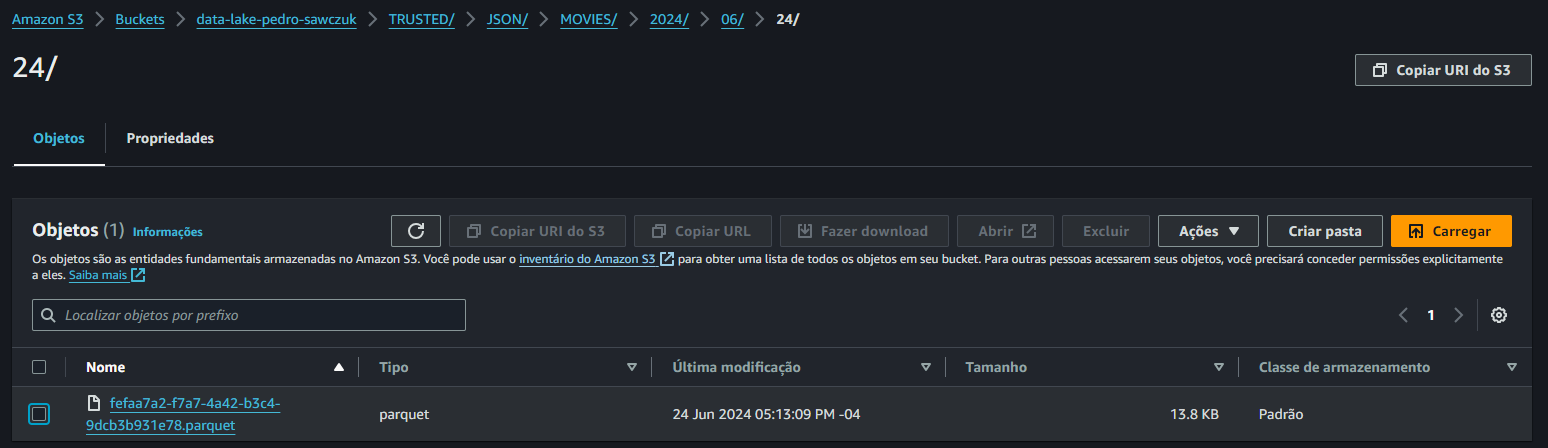 Amazon S3 > Buckets > data-lake-pedro-sawczuk > TRUSTED/ > JSON/ > MOVIES/ > 2024/ > 06/ > 24/
24/
Copiar URI do S3
Objetos Propriedades
Objetos (1) Informações
Copiar URI do S3 Copiar URL Fazer download Abrir Excluir Ações Criar pasta Carregar
Os objetos são as entidades fundamentais armazenadas no Amazon S3. Você pode usar o inventário do Amazon S3 para obter uma lista de todos os objetos em seu bucket. Para outras pessoas acessarem seus objetos, você precisará conceder permissões explicitamente
a eles. Saiba mais
Localizar objetos por prefixo
1
Nome Tipo Última modificação Tamanho Classe de armazenamento
fefaa7a2-f7a7-4a42-b3c4-
9dcb3b931e78.parquet
parquet 24 Jun 2024 05:13:09 PM -04 13.8 KB Padrão